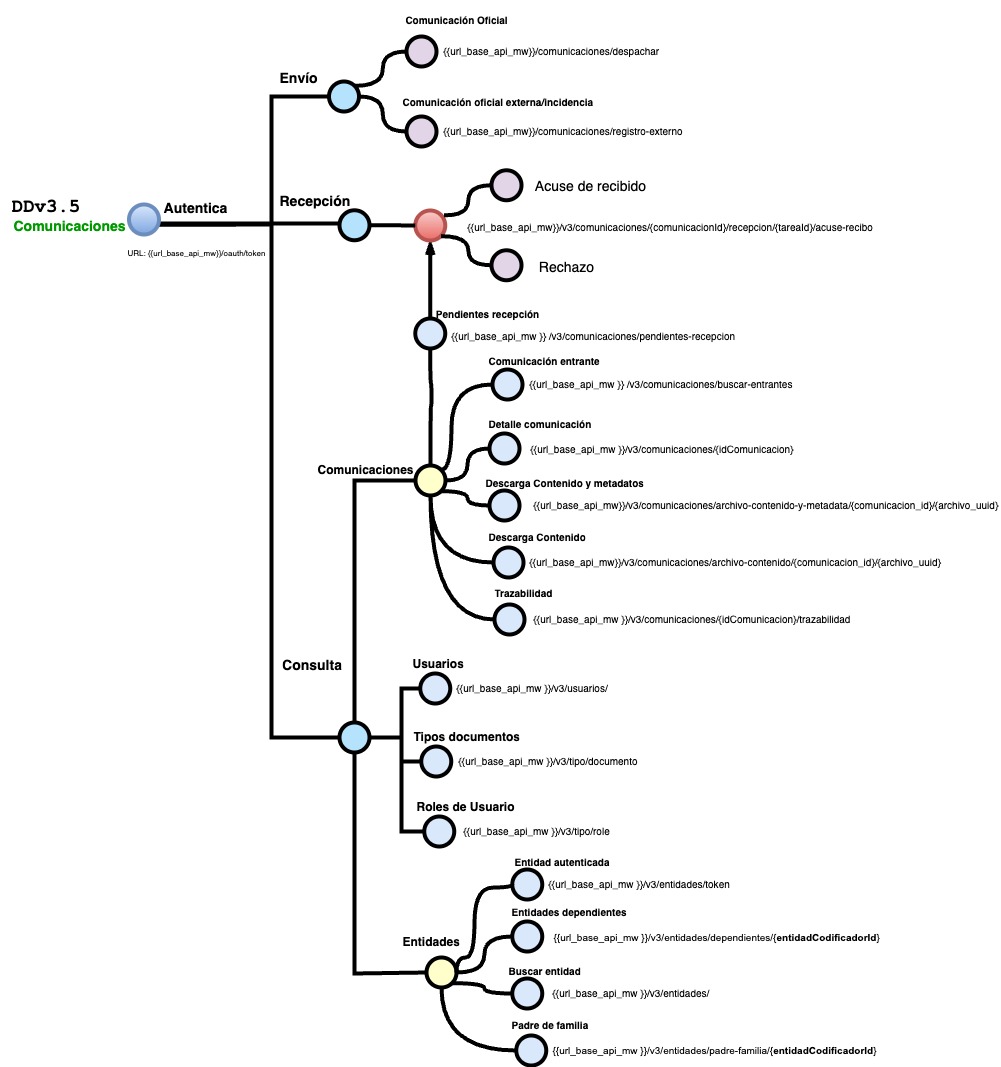 Comunicación Oficial
{{url_base_api_mw}}/comunicaciones/despachar
Envío
Comunicación oficial externa/incidencia
{{url_base_api_mw}}/comunicaciones/registro-externo
DDv3.5
Comunicaciones
Autentica
URL: {{url_base_api_mw}}/oauth/token
Recepción
Acuse de recibido
{{url_base_api_mw}}/v3/comunicaciones/{comunicacionId}/recepcion/{tareaId}/acuse-recibo
Rechazo
Pendientes recepción
{{url_base_api_mw }} /v3/comunicaciones/pendientes-recepcion
Comunicación entrante
{{url_base_api_mw }} /v3/comunicaciones/buscar-entrantes
Detalle comunicación
{{url_base_api_mw }}/v3/comunicaciones/{idComunicacion}
Comunicaciones
Descarga Contenido y metadatos
{{url_base_api_mw}}/v3/comunicaciones/archivo-contenido-y-metadata/{comunicacion_id}/{archivo_uuid}
Descarga Contenido
{{url_base_api_mw}}/v3/comunicaciones/archivo-contenido/{comunicacion_id}/{archivo_uuid}
Trazabilidad
{{url_base_api_mw }}/v3/comunicaciones/{idComunicacion}/trazabilidad
Consulta
Usuarios
{{url_base_api_mw }}/v3/usuarios/
Tipos documentos
{{url_base_api_mw }}/v3/tipo/documento
Roles de Usuario
{{url_base_api_mw }}/v3/tipo/role
Entidad autenticada
{{url_base_api_mw }}/v3/entidades/token
Entidades dependientes
{{url_base_api_mw }}/v3/entidades/dependientes/{entidadCodificadorId}
Entidades
Buscar entidad
{{url_base_api_mw }}/v3/entidades/
Padre de familia
{{url_base_api_mw }}/v3/entidades/padre-familia/{entidadCodificadorId}